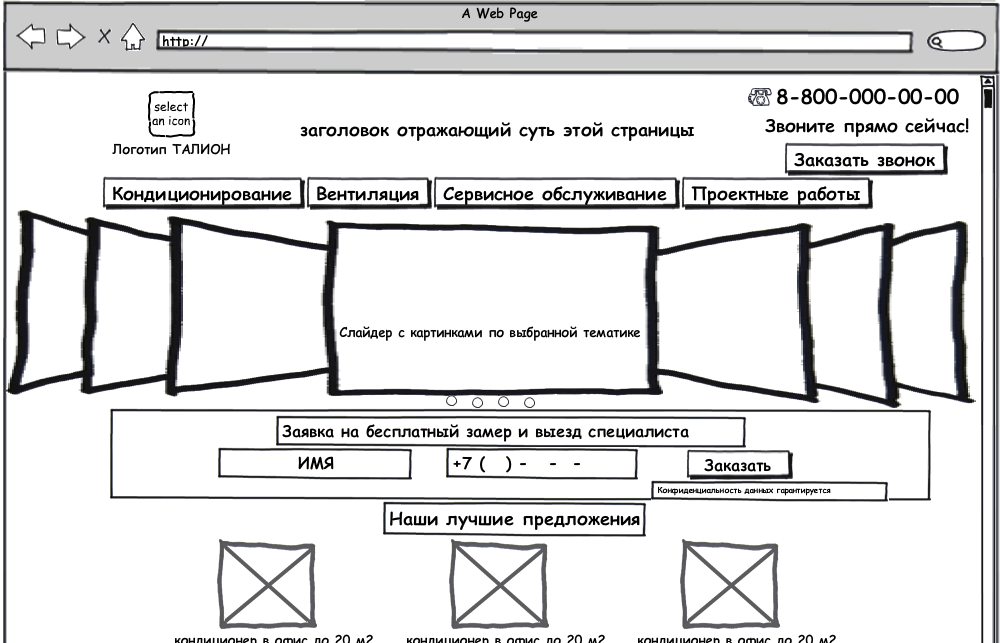 A Web Page
http://
select
an icon
Логотип ТАЛИОН
заголовок отражающий суть этой страницы
8-800-000-00-00
Звоните прямо сейчас!
Заказать звонок
Кондиционирование Вентиляция Сервисное обслуживание Проектные работы
Слайдер с картинками по выбранной тематике
Заявка на бесплатный замер и выезд специалиста
ИМЯ +7 ( ) - - - Заказать
Конфиденциальность данных гарантируется
Наши лучшие предложения
кондиционер в офис до 20 м2 кондиционер в офис до 20 м2 кондиционер в офис до 20 м2